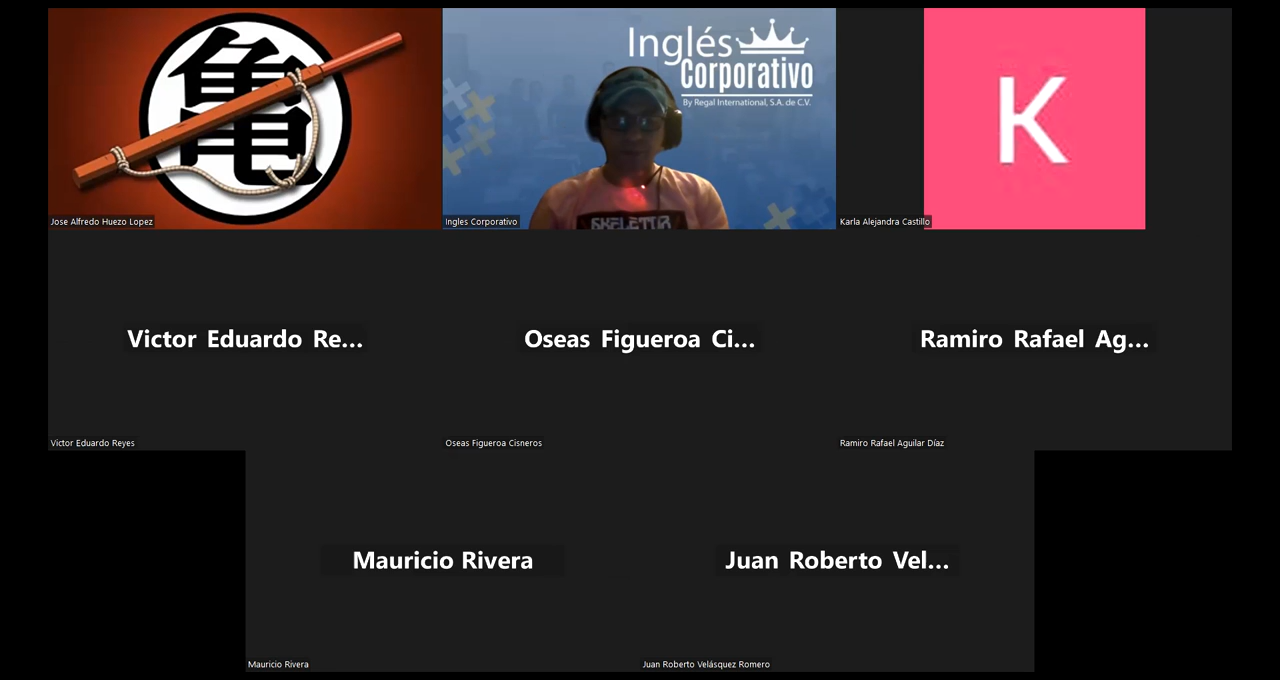 亀
Jose Alfredo Huezo Lopez
Inglés
Corporativo
By Regal International, S.A. de C.V.
SKELETOR
Ingles Corporativo
K
Karla Alejandra Castillo
Victor Eduardo Re...
Victor Eduardo Reyes
Oseas Figueroa Ci...
Oseas Figueroa Cisneros
Ramiro Rafael Ag...
Ramiro Rafael Aguilar Díaz
Mauricio Rivera
Mauricio Rivera
Juan Roberto Vel...
Juan Roberto Velásquez Romero